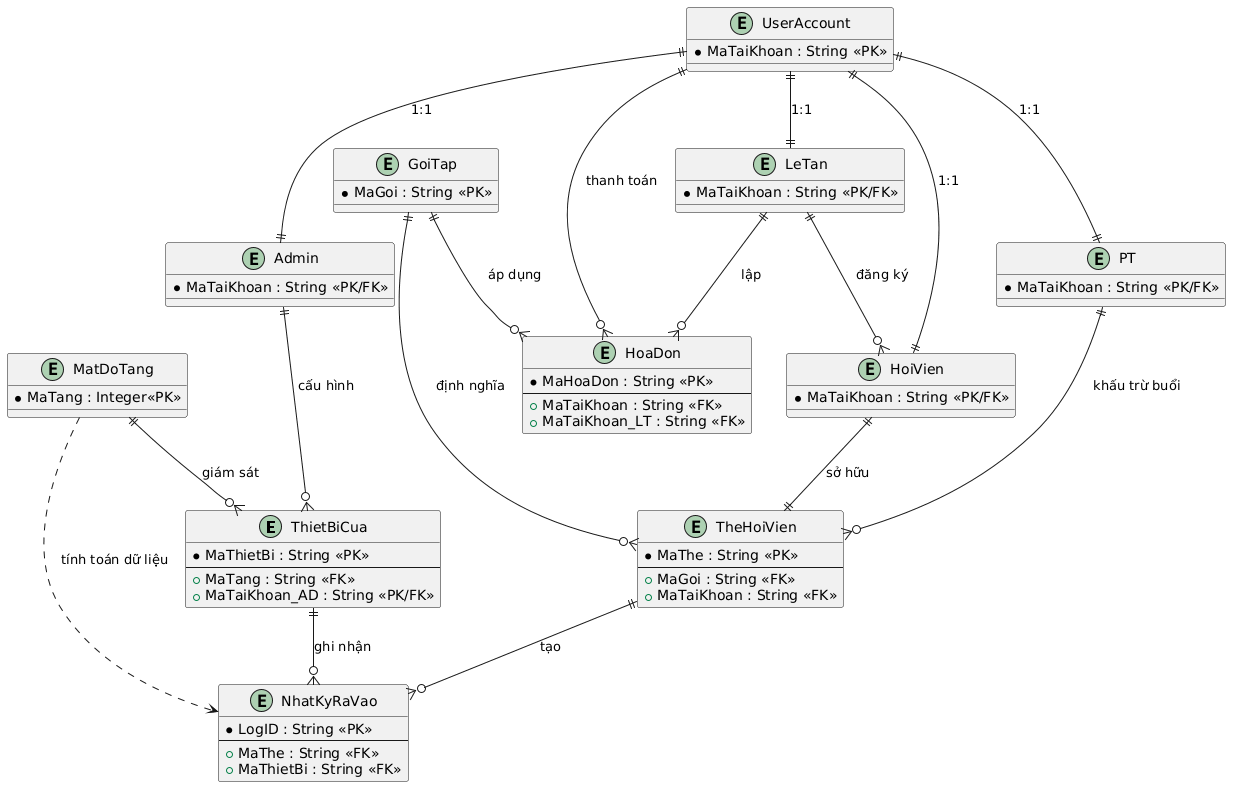 E UserAccount
MaTaiKhoan : String «PK»
1:1
1:1
1:1
E GoiTap
MaGoi : String «PK»
thanh toán
E LeTan
MaTaiKhoan : String «PK/FK»
1:1
E Admin
MaTaiKhoan : String «PK/FK»
áp dụng
lập
đăng ký
E PT
MaTaiKhoan : String «PK/FK»
E MatDoTang
MaTang : Integer«PK»
cấu hình
định nghĩa
E HoaDon
MaHoaDon : String «PK»
MaTaiKhoan : String «FK»
MaTaiKhoan_LT : String «FK»
E HoiVien
MaTaiKhoan : String «PK/FK»
khấu trừ buổi
giám sát
sở hữu
tính toán dữ liệu
E ThietBiCua
MaThietBi : String «PK»
MaTang : String «FK»
MaTaiKhoan_AD : String «PK/FK»
E TheHoiVien
MaThe : String «PK»
MaGoi : String «FK»
MaTaiKhoan : String «FK»
ghi nhận
tạo
E NhatKyRaVao
LogID : String «PK»
MaThe : String «FK»
MaThietBi : String «FK»